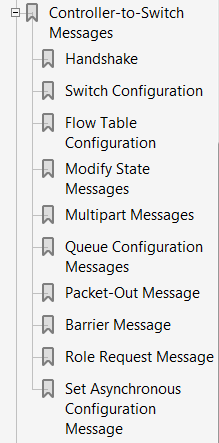 Controller-to-Switch
Messages
Handshake
Switch Configuration
Flow Table
Configuration
Modify State
Messages
Multipart Messages
Queue Configuration
Messages
Packet-Out Message
Barrier Message
Role Request Message
Set Asynchronous
Configuration
Message